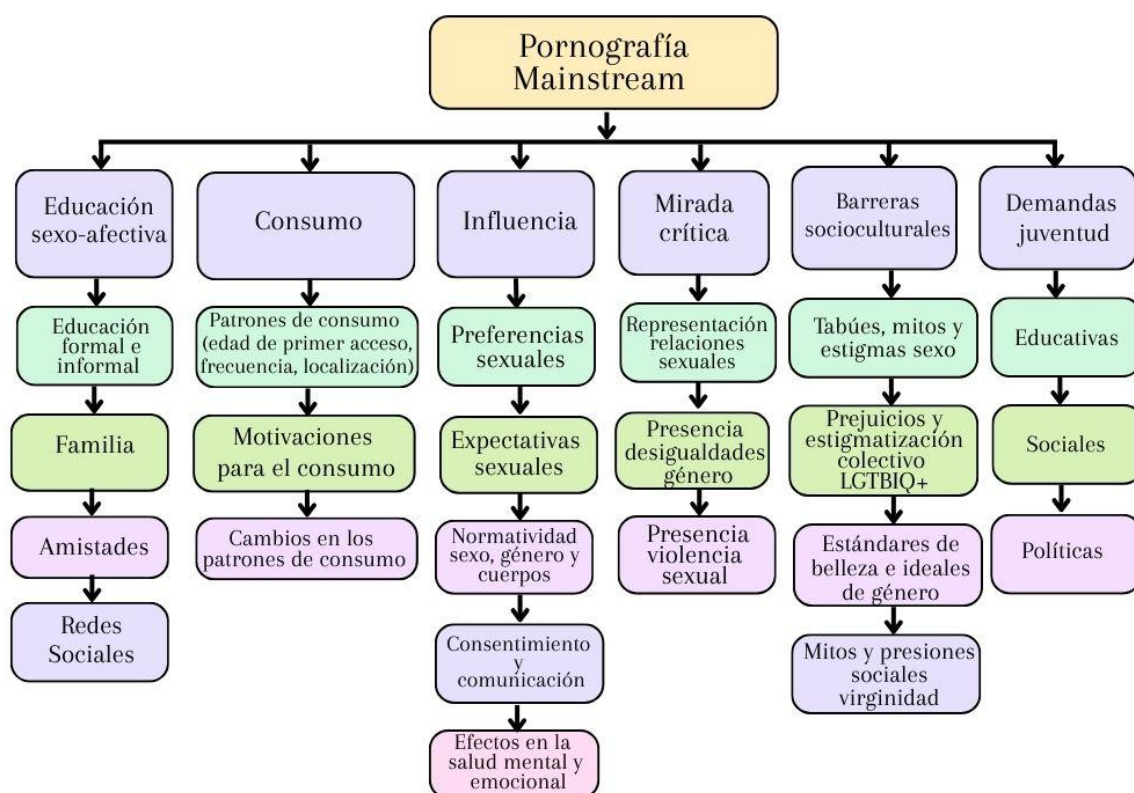 Pornografía
Mainstream
Educación
sexo-afectiva
Consumo
Influencia
Mirada
crítica
Barreras
socioculturales
Demandas
juventud
Educación
formal e
informal
Patrones de consumo
(edad de primer acceso,
frecuencia, localización)
Preferencias
sexuales
Representación
relaciones
sexuales
Tabúes, mitos y
estigmas sexo
Educativas
Familia
Motivaciones
para el consumo
Expectativas
sexuales
Presencia
desigualdades
género
Prejuicios y
estigmatización
colectivo
LGTBIQ+
Sociales
Amistades
Cambios en los
patrones de consumo
Normatividad
sexo, género y
cuerpos
Presencia
violencia
sexual
Estándares de
belleza e ideales
de género
Políticas
Redes
Sociales
Consentimiento
y
comunicación
Mitos y presiones
sociales
virginidad
Efectos en la
salud mental y
emocional